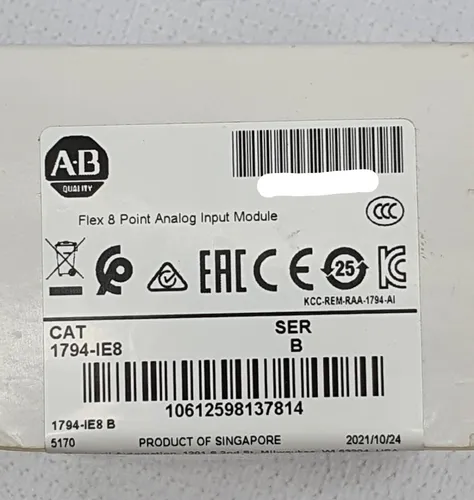 A-B
QUALITY
Flex 8 Point Analog Input Module
CCC
EAC CE 25
KCC-REM-RAA-1794-AI
CAT SER
1794-IE8 B
10612598137814
1794-IE8 B
5170 PRODUCT OF SINGAPORE 2021/10/24